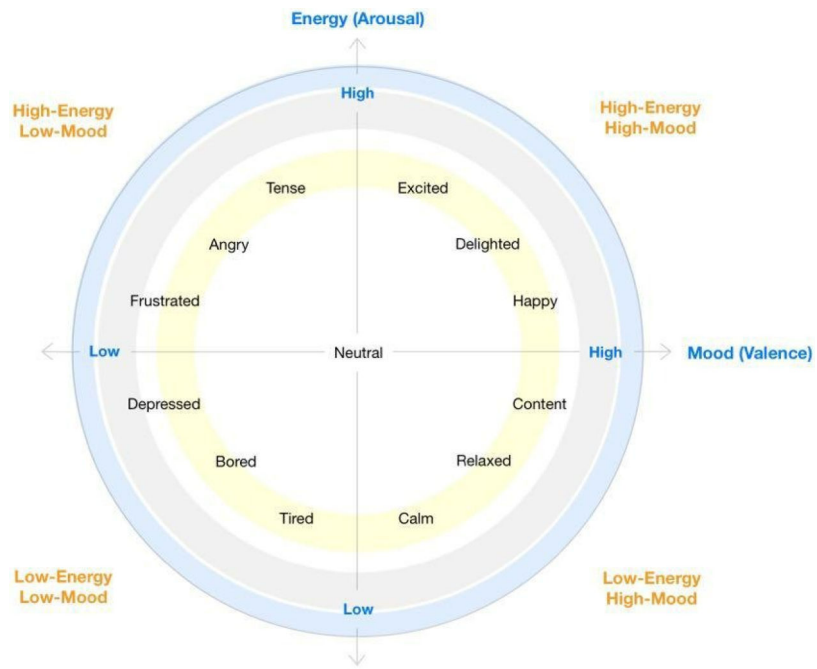 Energy (Arousal)
High
High-Energy
Low-Mood
High-Energy
High-Mood
Tense
Excited
Angry
Delighted
Frustrated
Happy
Low
Neutral
High
Mood (Valence)
Depressed
Content
Bored
Relaxed
Tired
Calm
Low-Energy
Low-Mood
Low-Energy
High-Mood
Low